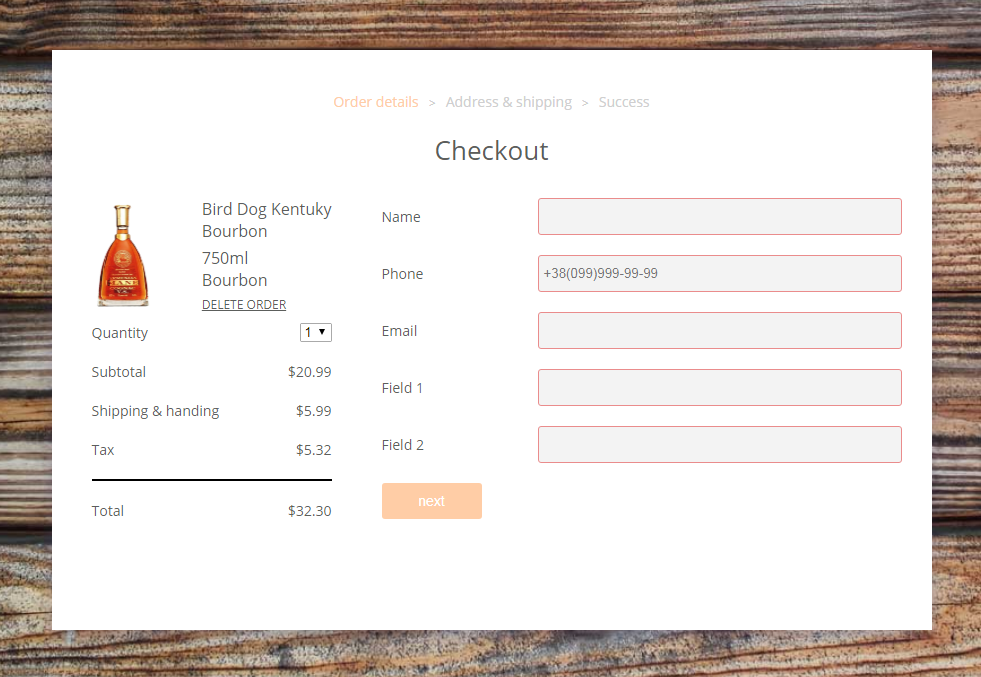 Order details > Address & shipping > Success
Checkout
Bird Dog Kentuky
Bourbon
750ml
Bourbon
DELETE ORDER
Quantity 1
Subtotal $20.99
Shipping & handing $5.99
Tax $5.32
Total $32.30
Name
Phone +38(099)999-99-99
Email
Field 1
Field 2
next